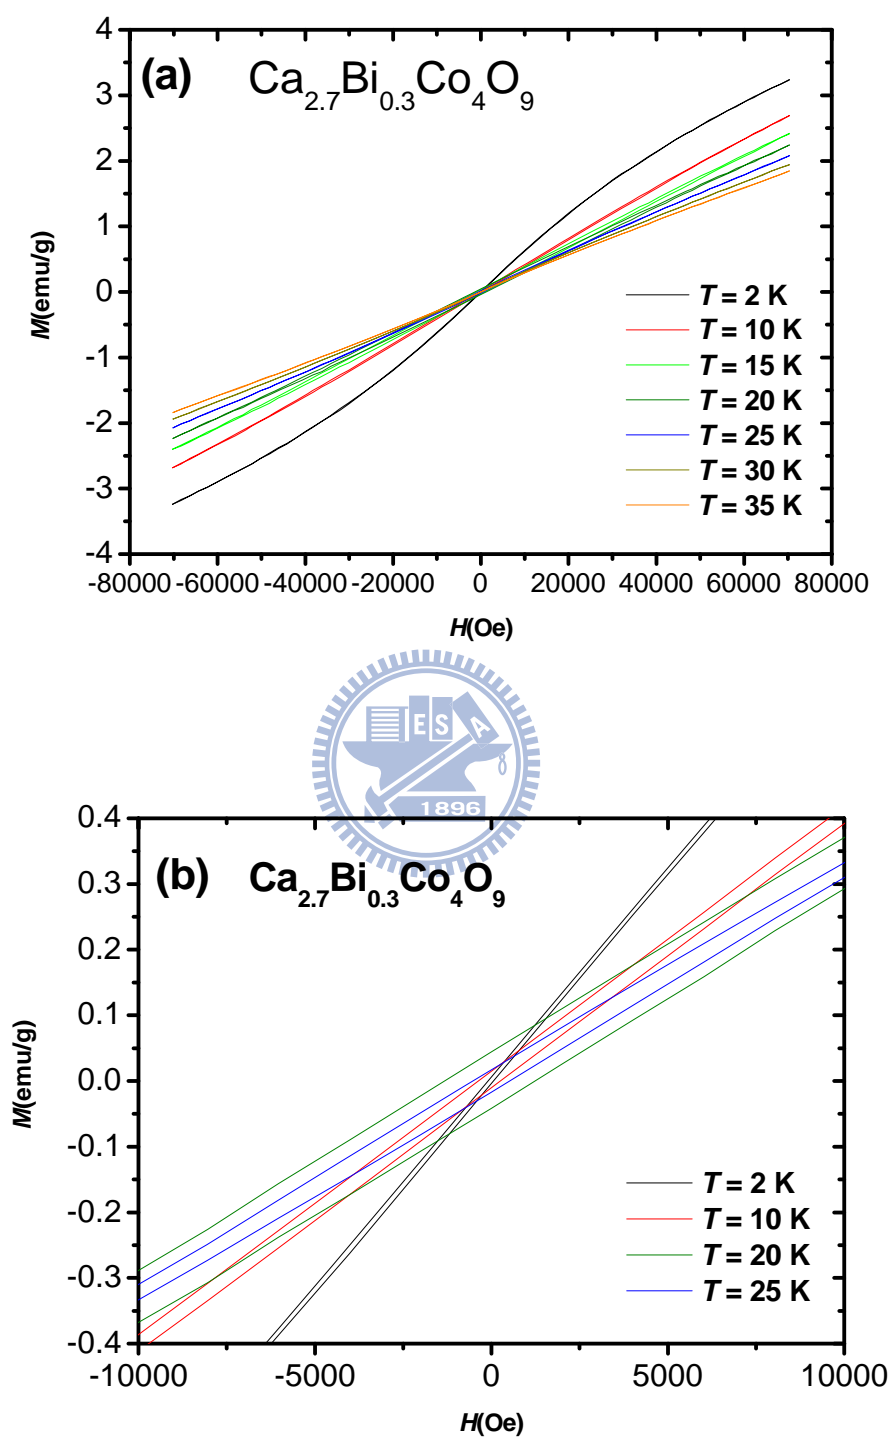 4
(a) Ca2.7Bi0.3Co4O9
3
2
1
M(emu/g)
0
T = 2 K
T = 10 K
-1
T = 15 K
T = 20 K
-2
T = 25 K
T = 30 K
-3
T = 35 K
-4
-80000 -60000 -40000 -20000 0 20000 40000 60000 80000
H(Oe)
E S A
1896
0.4
(b) Ca2.7Bi0.3Co4O9
0.3
0.2
0.1
M(emu/g)
0.0
-0.1
T = 2 K
-0.2
T = 10 K
T = 20 K
-0.3
T = 25 K
-0.4
-10000 -5000 0 5000 10000
H(Oe)